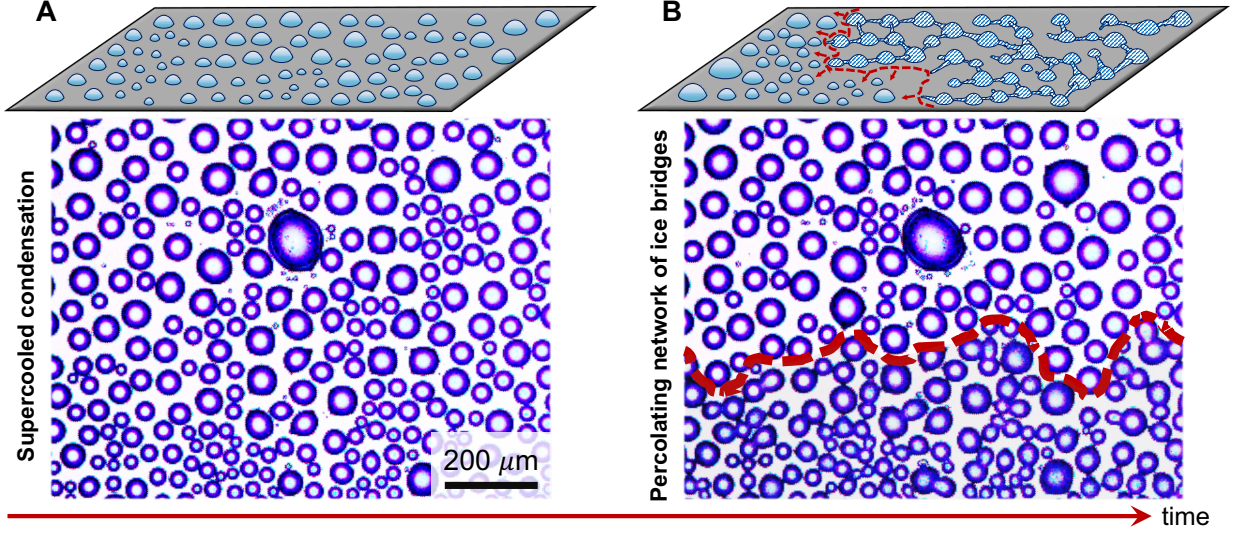 A
B
Supercooled condensation
Percolating network of ice bridges
200 μm
time